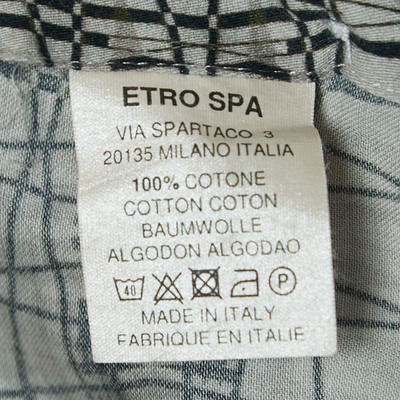 ETRO SPA
VIA SPARTACO 3
20135 MILANO ITALIA
100% COTONE
COTTON COTON
BAUMWOLLE
ALGODON ALGODAO
40 P
MADE IN ITALY
FABRIQUE EN ITALIE